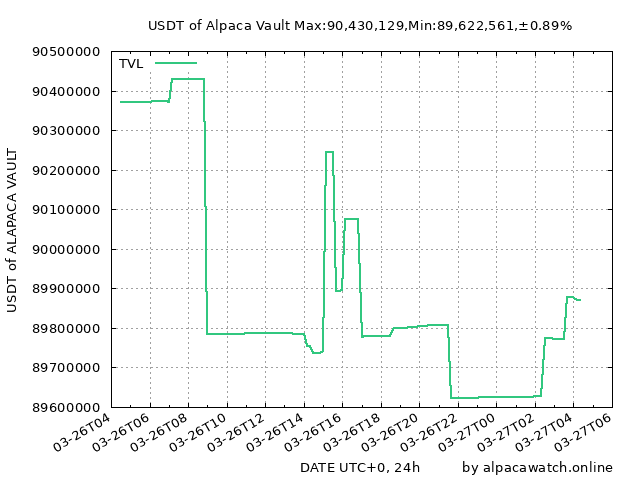 USDT of Alpaca Vault Max:90,430,129,Min:89,622,561,±0.89%
TVL
90500000
90400000
90300000
90200000
90100000
90000000
89900000
89800000
89700000
89600000
USDT of ALAPACA VAULT
03-26T04
03-26T06
03-26T08
03-26T10
03-26T12
03-26T14
03-26T16
03-26T18
03-26T20
03-26T22
03-27T00
03-27T02
03-27T04
03-27T06
DATE UTC+0, 24h
by alpacawatch.online